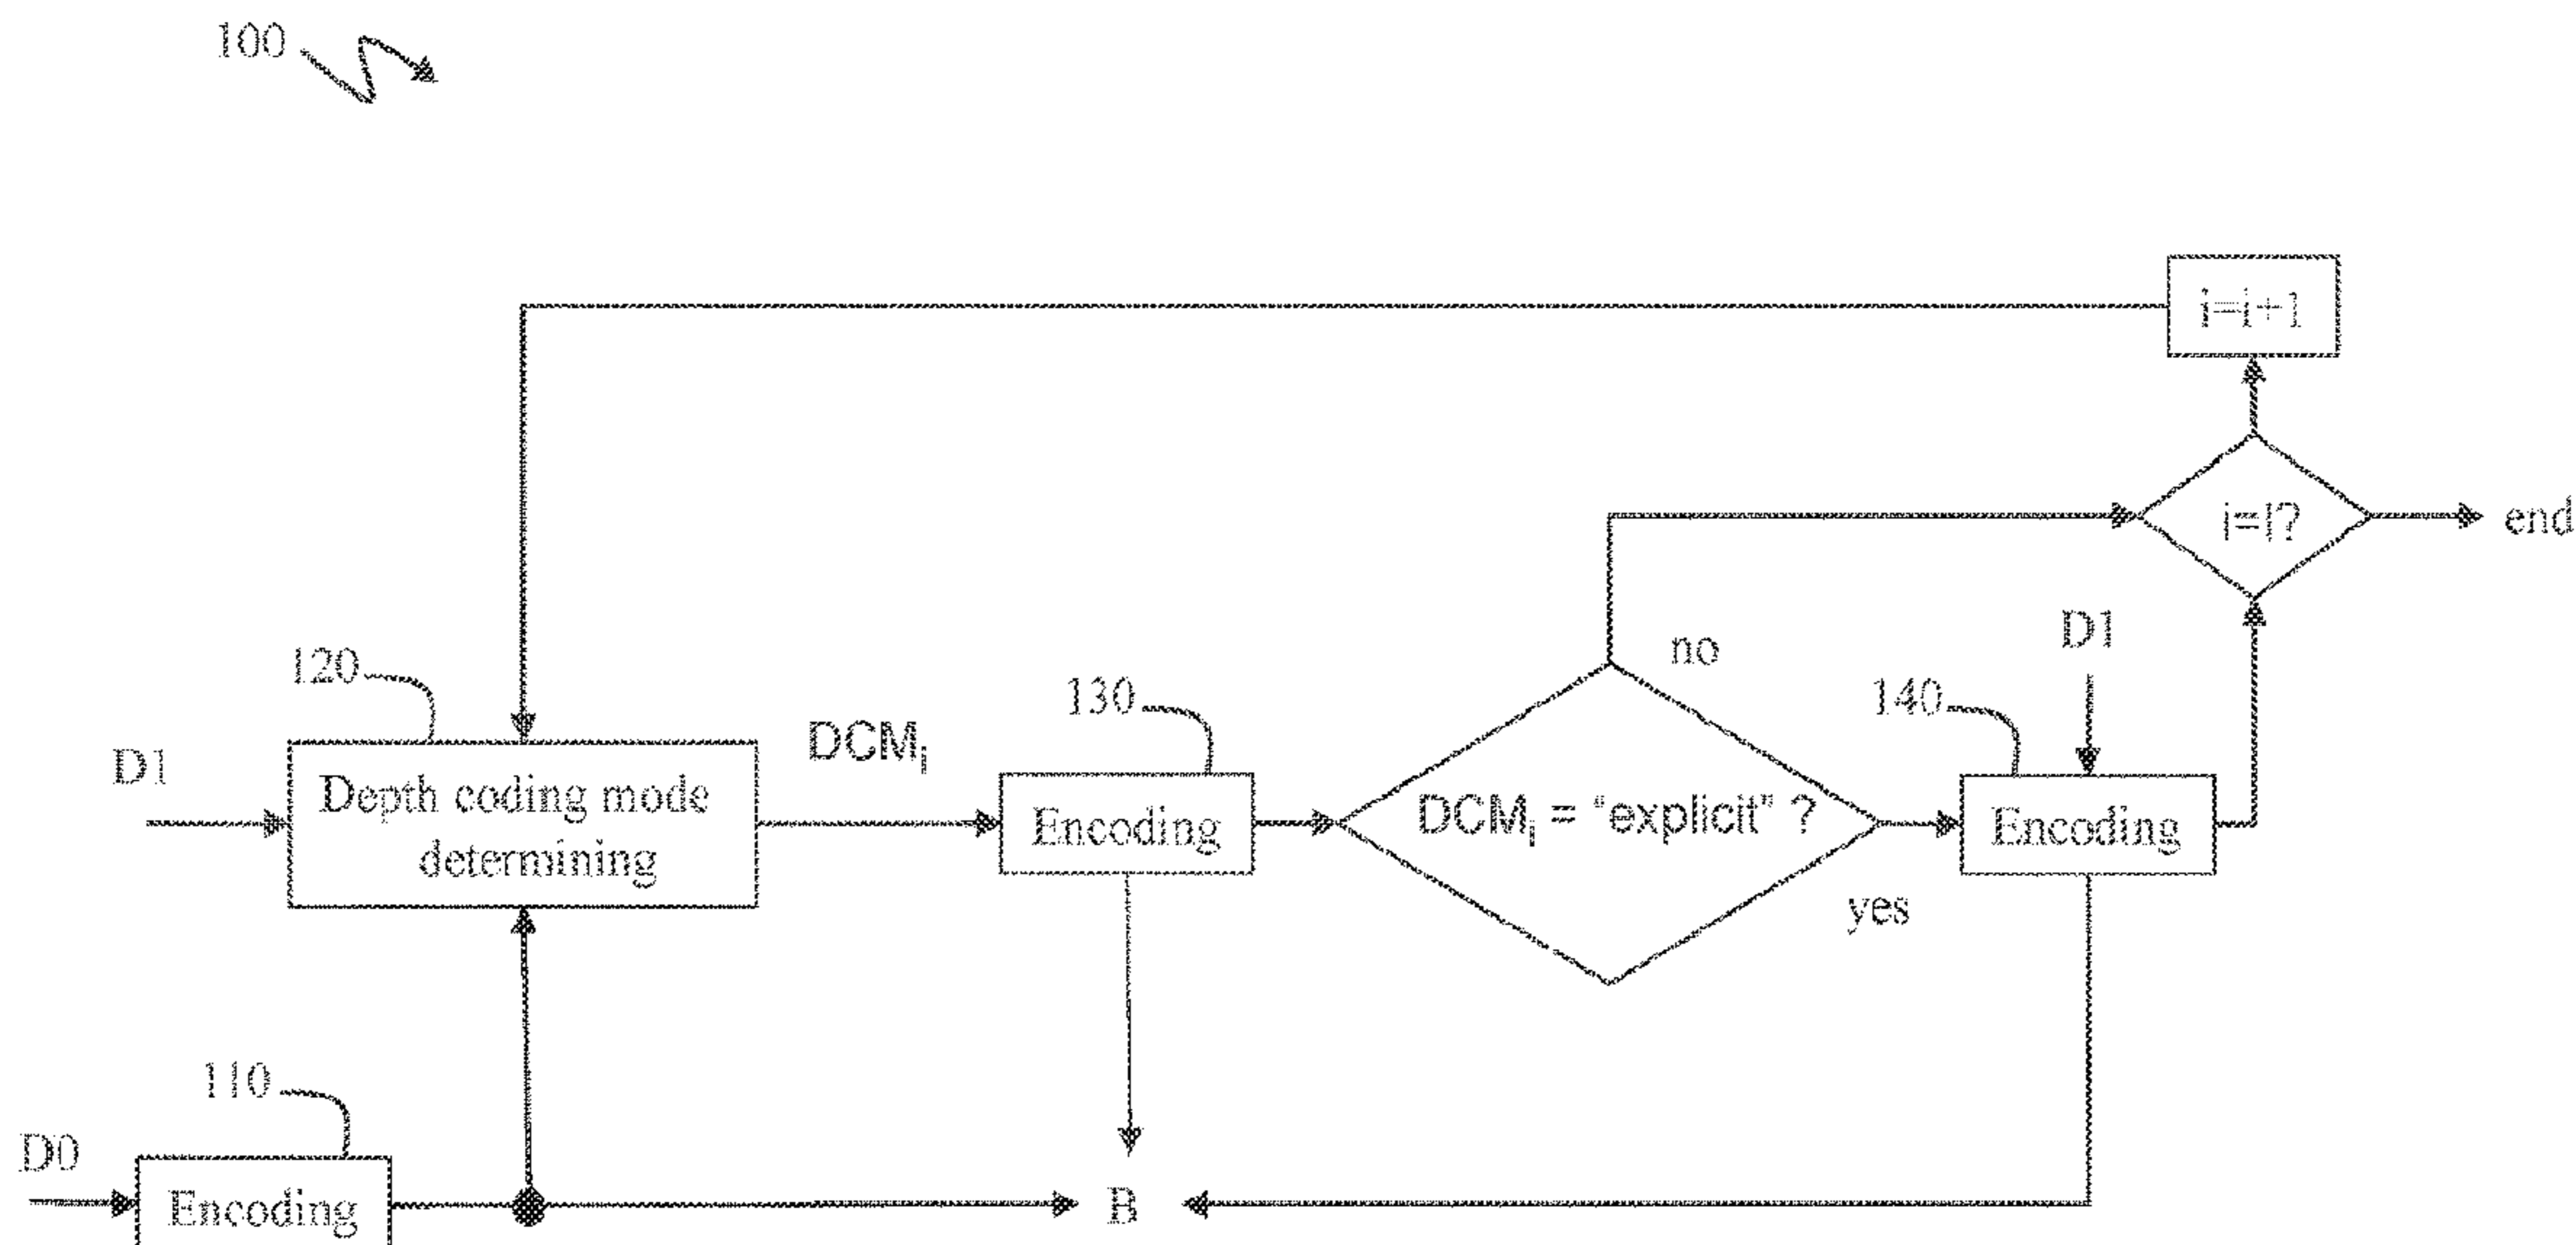 100
i=i+1
i=I?
end
D1
no
120
130
140
D1
DCMi
Depth coding mode
determining
Encoding
DCMi = "explicit" ?
Encoding
yes
110
D0
Encoding
B